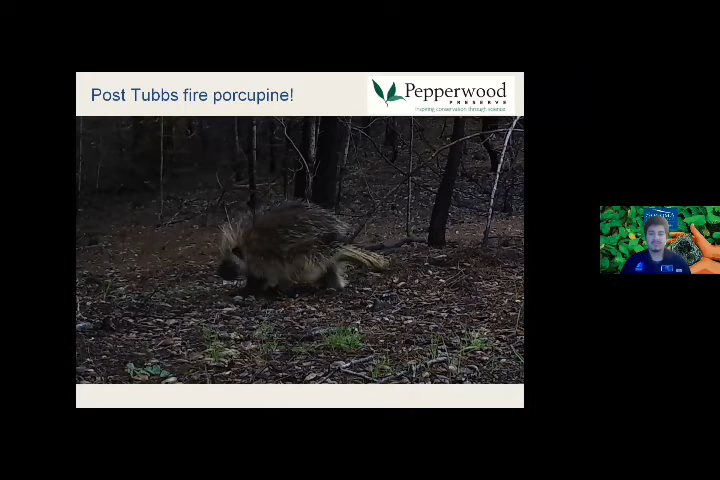 Post Tubbs fire porcupine!
Pepperwood
PRESERVE
Inspiring conservation through science